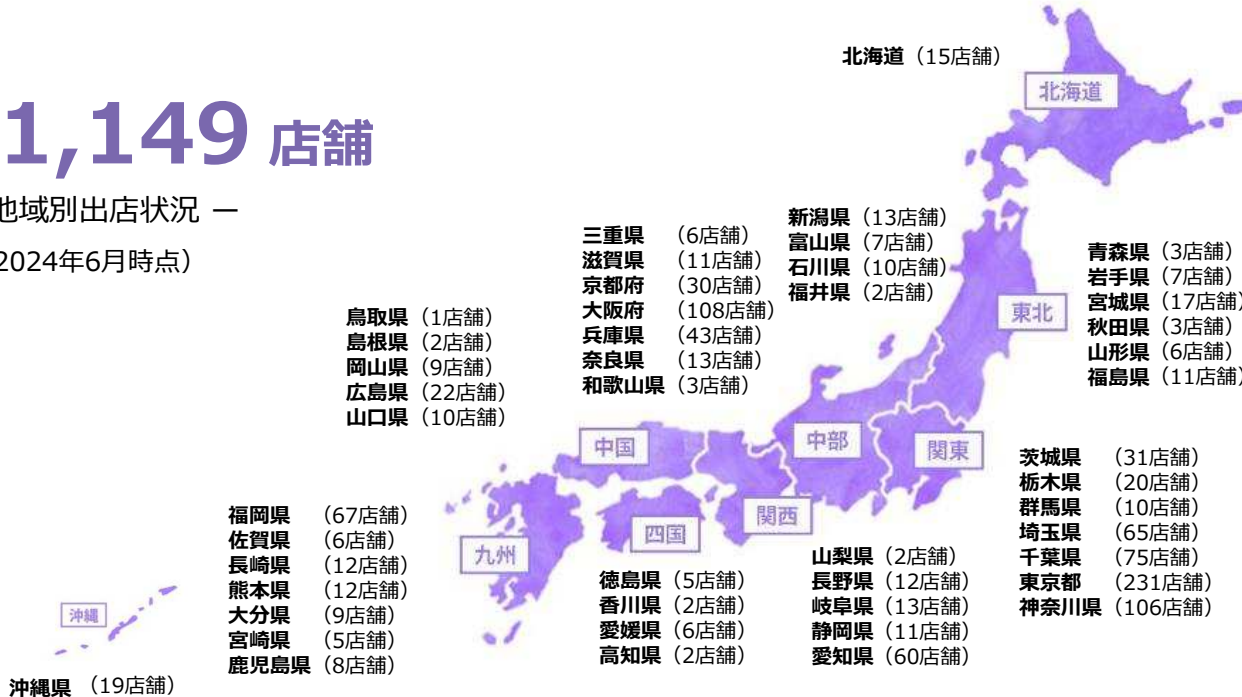 1,149 店舗
地域別出店状況 ―
2024年6月時点）
北海道（15店舗）
北海道
青森県（3店舗）
岩手県（7店舗）
宮城県（17店舗）
秋田県（3店舗）
山形県（6店舗）
福島県（11店舗）
東北
新潟県（13店舗）
富山県（7店舗）
石川県（10店舗）
福井県（2店舗）
三重県（6店舗）
滋賀県（11店舗）
京都府（30店舗）
大阪府（108店舗）
兵庫県（43店舗）
奈良県（13店舗）
和歌山県（3店舗）
鳥取県（1店舗）
島根県（2店舗）
岡山県（9店舗）
広島県（22店舗）
山口県（10店舗）
中国
中部
関東
関西
四国
九州
沖縄
茨城県（31店舗）
栃木県（20店舗）
群馬県（10店舗）
埼玉県（65店舗）
千葉県（75店舗）
東京都（231店舗）
神奈川県（106店舗）
山梨県（2店舗）
長野県（12店舗）
岐阜県（13店舗）
静岡県（11店舗）
愛知県（60店舗）
徳島県（5店舗）
香川県（2店舗）
愛媛県（6店舗）
高知県（2店舗）
福岡県（67店舗）
佐賀県（6店舗）
長崎県（12店舗）
熊本県（12店舗）
大分県（9店舗）
宮崎県（5店舗）
鹿児島県（8店舗）
沖縄県（19店舗）